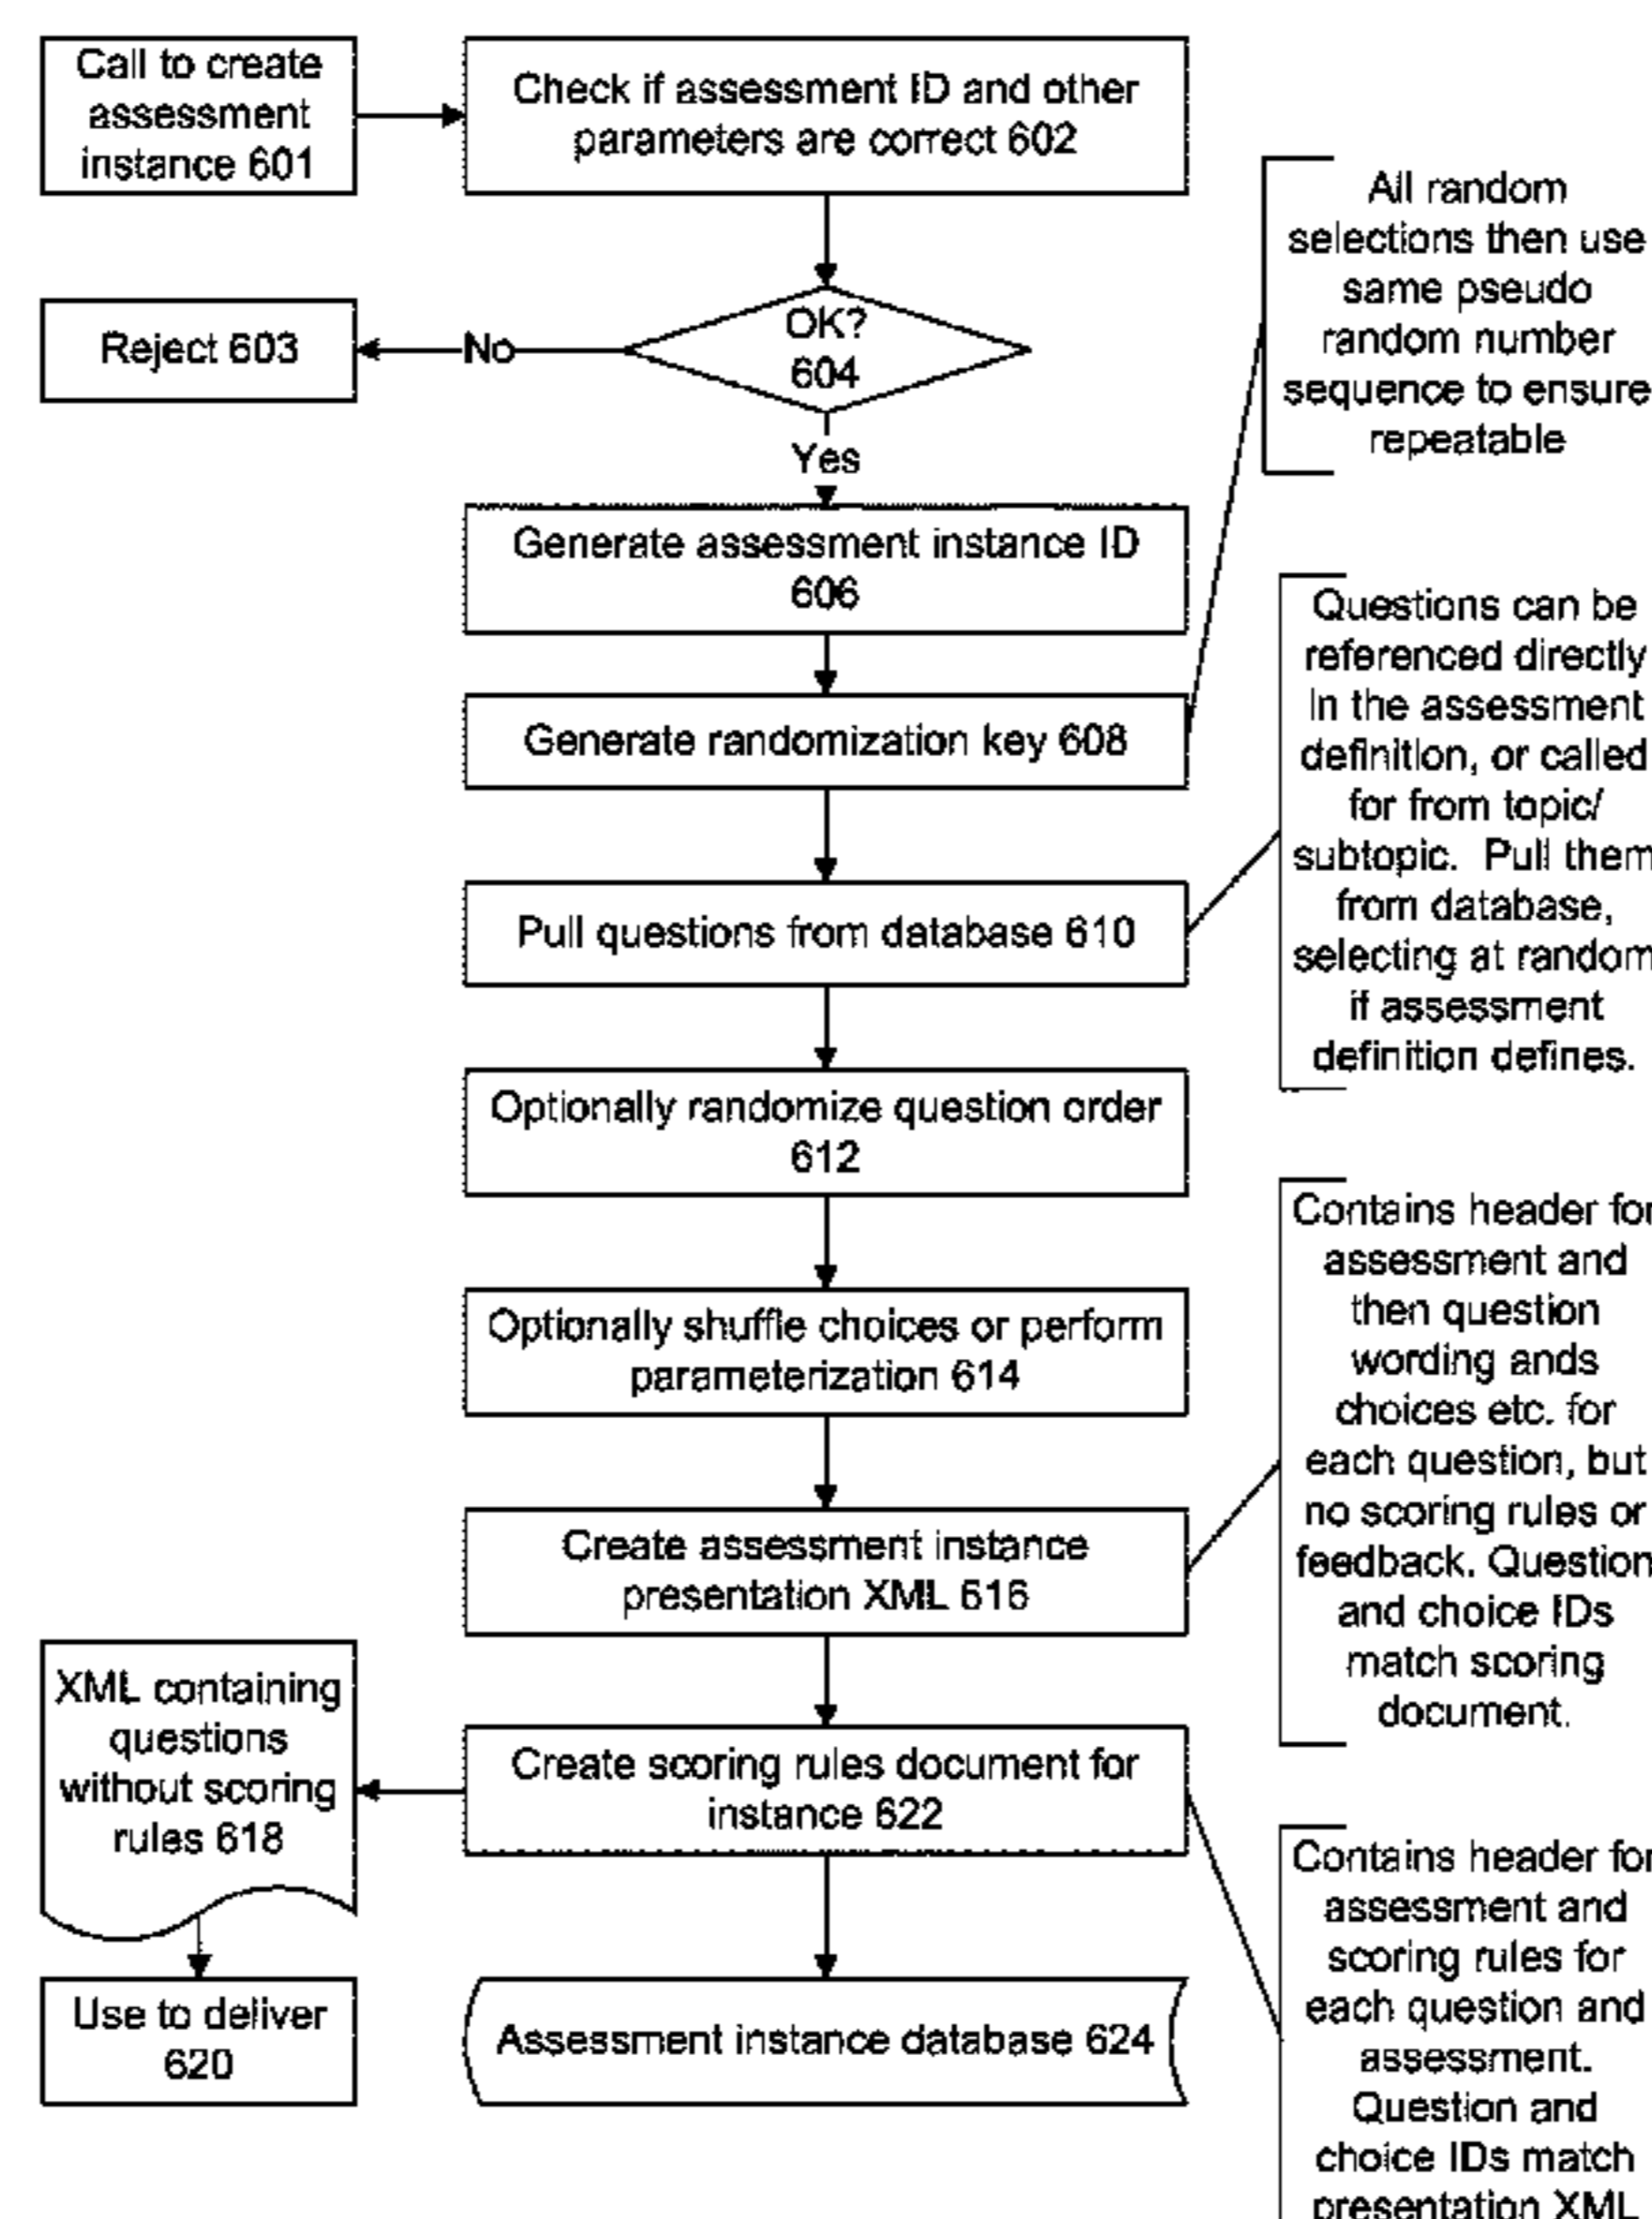 Call to create
assessment
instance 601
Check if assessment ID and other
parameters are correct 602
All random
selections then use
same pseudo
random number
sequence to ensure
repeatable
OK?
604
No
Reject 603
Yes
Generate assessment instance ID
606
Generate randomization key 608
Questions can be
referenced directly
In the assessment
definition, or called
for from topic/
subtopic. Pull them
from database,
selecting at random
if assessment
definition defines.
Pull questions from database 610
Optionally randomize question order
612
Optionally shuffle choices or perform
parameterization 614
Contains header for
assessment and
then question
wording ands
choices etc. for
each question, but
no scoring rules or
feedback. Question
and choice IDs
match scoring
document.
Create assessment instance
presentation XML 616
Create scoring rules document for
instance 622
XML containing
questions
without scoring
rules 618
Use to deliver
620
Assessment instance database 624
Contains header for
assessment and
scoring rules for
each question and
assessment.
Question and
choice IDs match
presentation XML